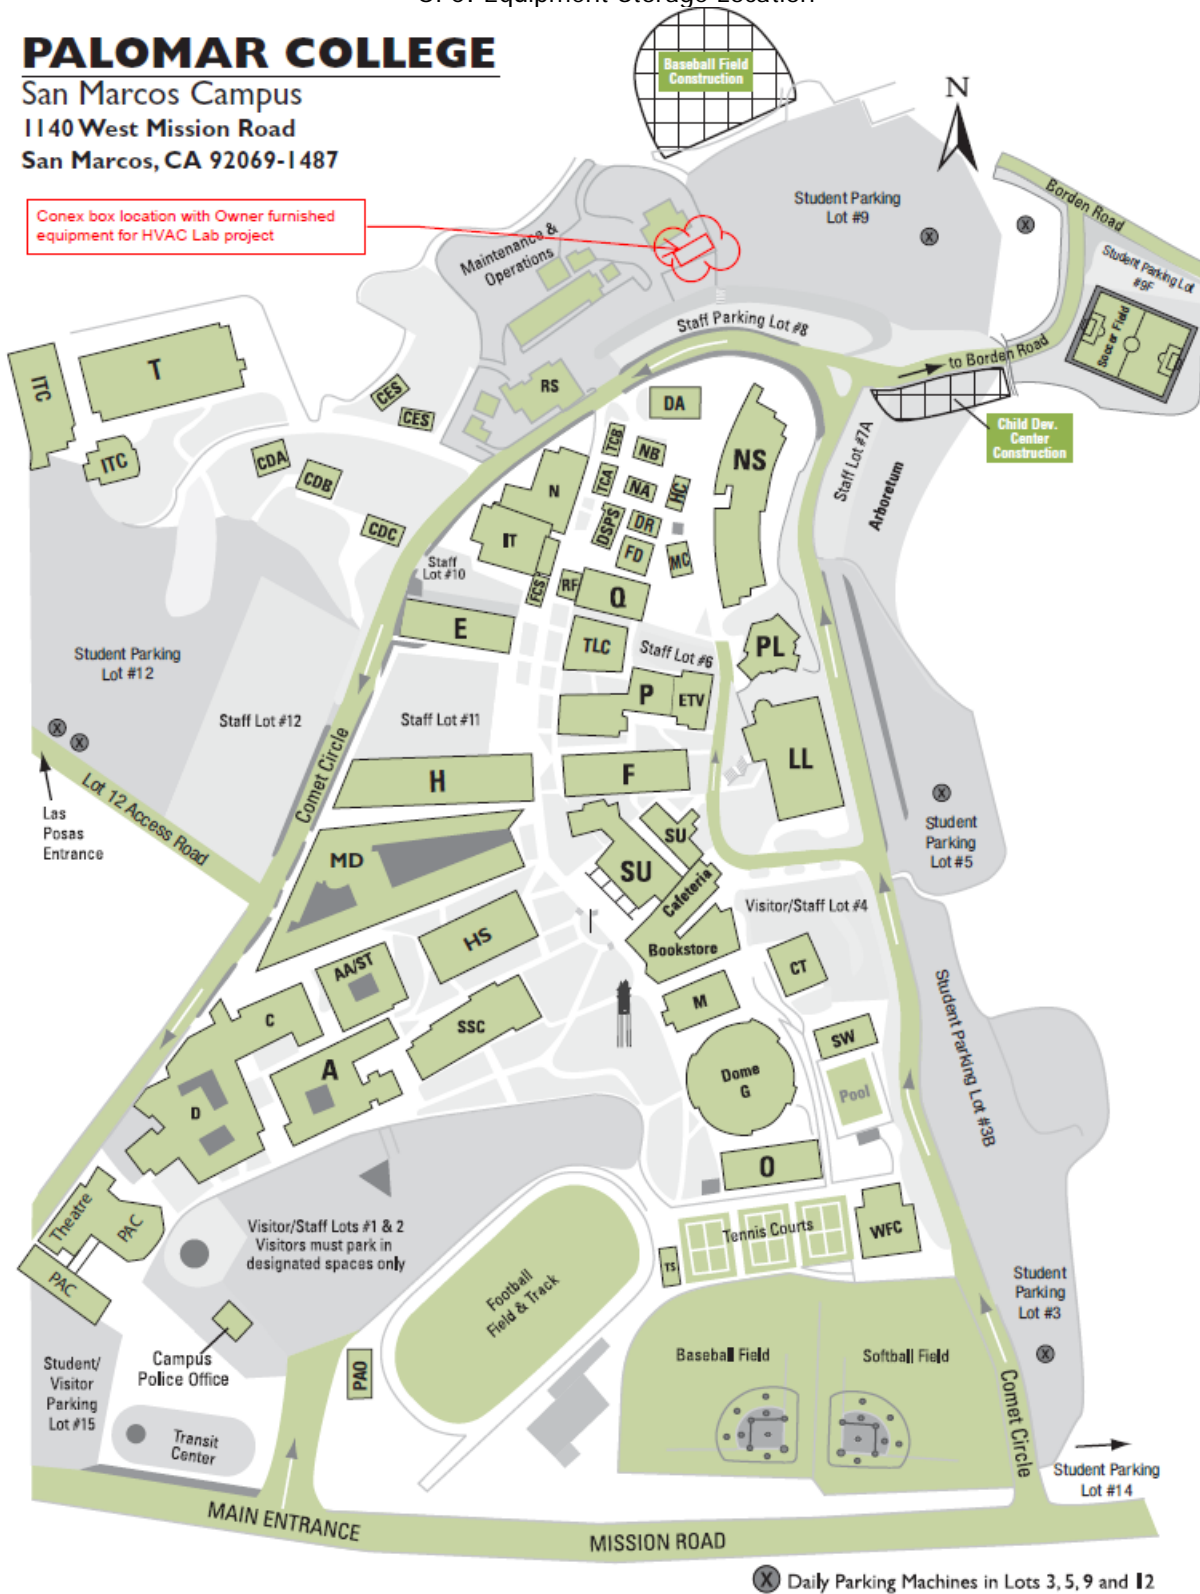 PALOMAR COLLEGE
San Marcos Campus
1140 West Mission Road
San Marcos, CA 92069-1487
Conex box location with Owner furnished
equipment for HVAC Lab project
Baseball Field
Construction
N
Student Parking
Lot #9
Borden Road
Student Parking Lot
#9F
Soccer Field
Maintenance &
Operations
Staff Parking Lot #8
to Borden Road
Child Dev.
Center
Construction
Staff Lot #7A
Arboretum
ITC
T
ITC
CES
CES
RS
DA
CDA
CDB
CDC
TCB
NB
NS
N
TCA
NA
HC
IT
DSPS
DR
FD
MC
Staff
Lot #10
FCS
RF
Q
E
TLC
Staff Lot #6
PL
Student Parking
Lot #12
P
ETV
Staff Lot #12
Staff Lot #11
LL
Comet Circle
H
F
Las
Posas
Entrance
Lot 12 Access Road
Student
Parking
Lot #5
MD
SU
SU
Cafeteria
Visitor/Staff Lot #4
Bookstore
HS
AA/ST
CT
M
C
SSC
SW
Student Parking Lot #3B
A
D
Dome
G
Pool
O
Theatre
PAC
PAC
Visitor/Staff Lots #1 & 2
Visitors must park in
designated spaces only
Tennis Courts
WFC
TS
Football
Field & Track
Student
Parking
Lot #3
Campus
Police Office
PAO
Baseball Field
Softball Field
Student/
Visitor
Parking
Lot #15
Transit
Center
Comet Circle
Student Parking
Lot #14
MAIN ENTRANCE
MISSION ROAD
X Daily Parking Machines in Lots 3, 5, 9 and 12